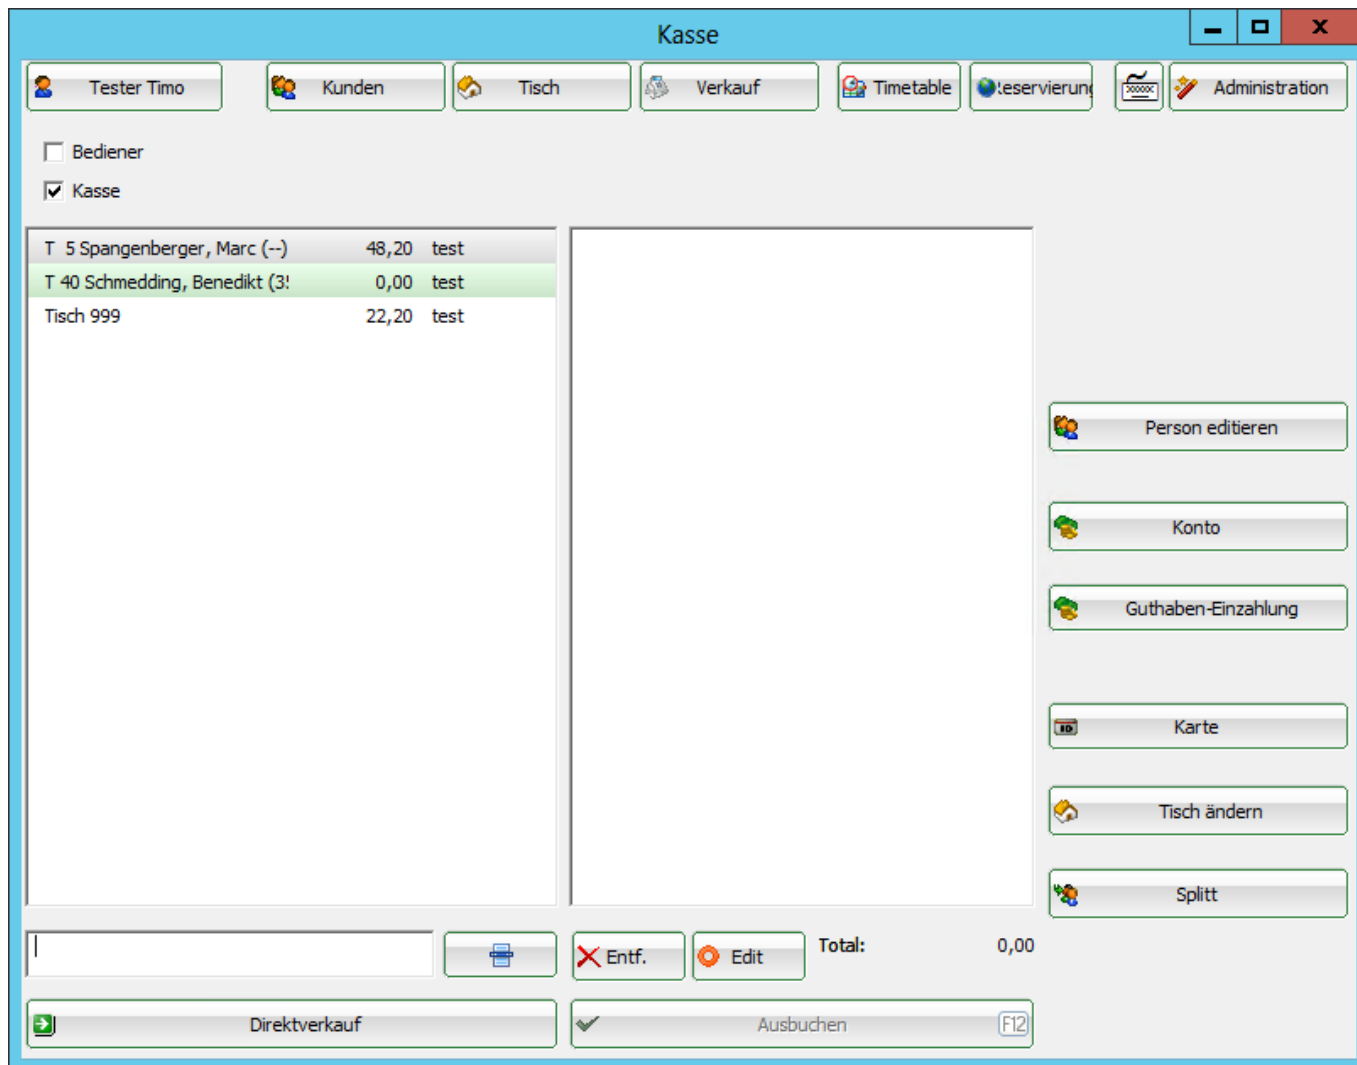 Kasse
Tester Timo Kunden Tisch Verkauf Timetable Reservierung Administration
Bediener
Kasse
T 5 Spangenberger, Marc (--) 48,20 test
T 40 Schmedding, Benedikt (3! 0,00 test
Tisch 999 22,20 test
Person editieren
Konto
Guthaben-Einzahlung
Karte
Tisch ändern
Splitt
Entf. Edit Total: 0,00
Direktverkauf Ausbuchen F12